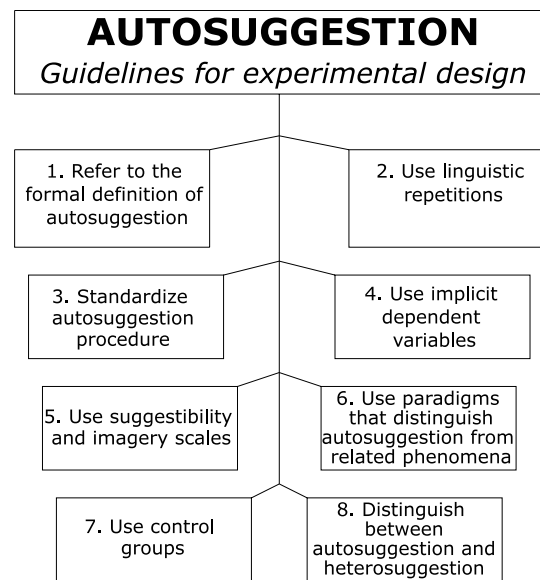 AUTOSUGGESTION
Guidelines for experimental design
1. Refer to the
formal definition of
autosuggestion
2. Use linguistic
repetitions
3. Standardize
autosuggestion
procedure
4. Use implicit
dependent
variables
5. Use suggestibility
and imagery scales
6. Use paradigms
that distinguish
autosuggestion from
related phenomena
7. Use control
groups
8. Distinguish
between
autosuggestion and
heterosuggestion